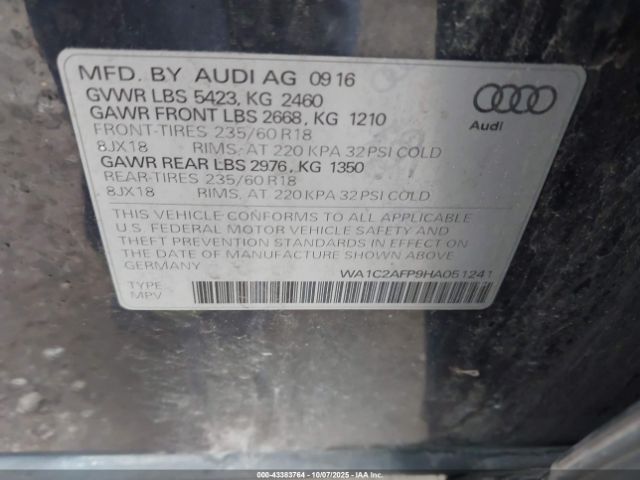 MFD. BY AUDI AG 09 16
GVWR LBS 5423, KG 2460
GAWR FRONT LBS 2668, KG 1210
FRONT-TIRES 235/60 R18
8JX18 RIMS, AT 220 KPA 32 PSI COLD
GAWR REAR LBS 2976, KG 1350
REAR-TIRES 235/60 R18
8JX18 RIMS, AT 220 KPA 32 PSI COLD
Audi
THIS VEHICLE CONFORMS TO ALL APPLICABLE
U.S. FEDERAL MOTOR VEHICLE SAFETY AND
THEFT PREVENTION STANDARDS IN EFFECT ON
THE DATE OF MANUFACTURE SHOWN ABOVE
GERMANY WA1C2AFP9HA051241
TYPE:
MPV
000-43383764 · 10/07/2025 · IAA Inc. COPYRIGHT